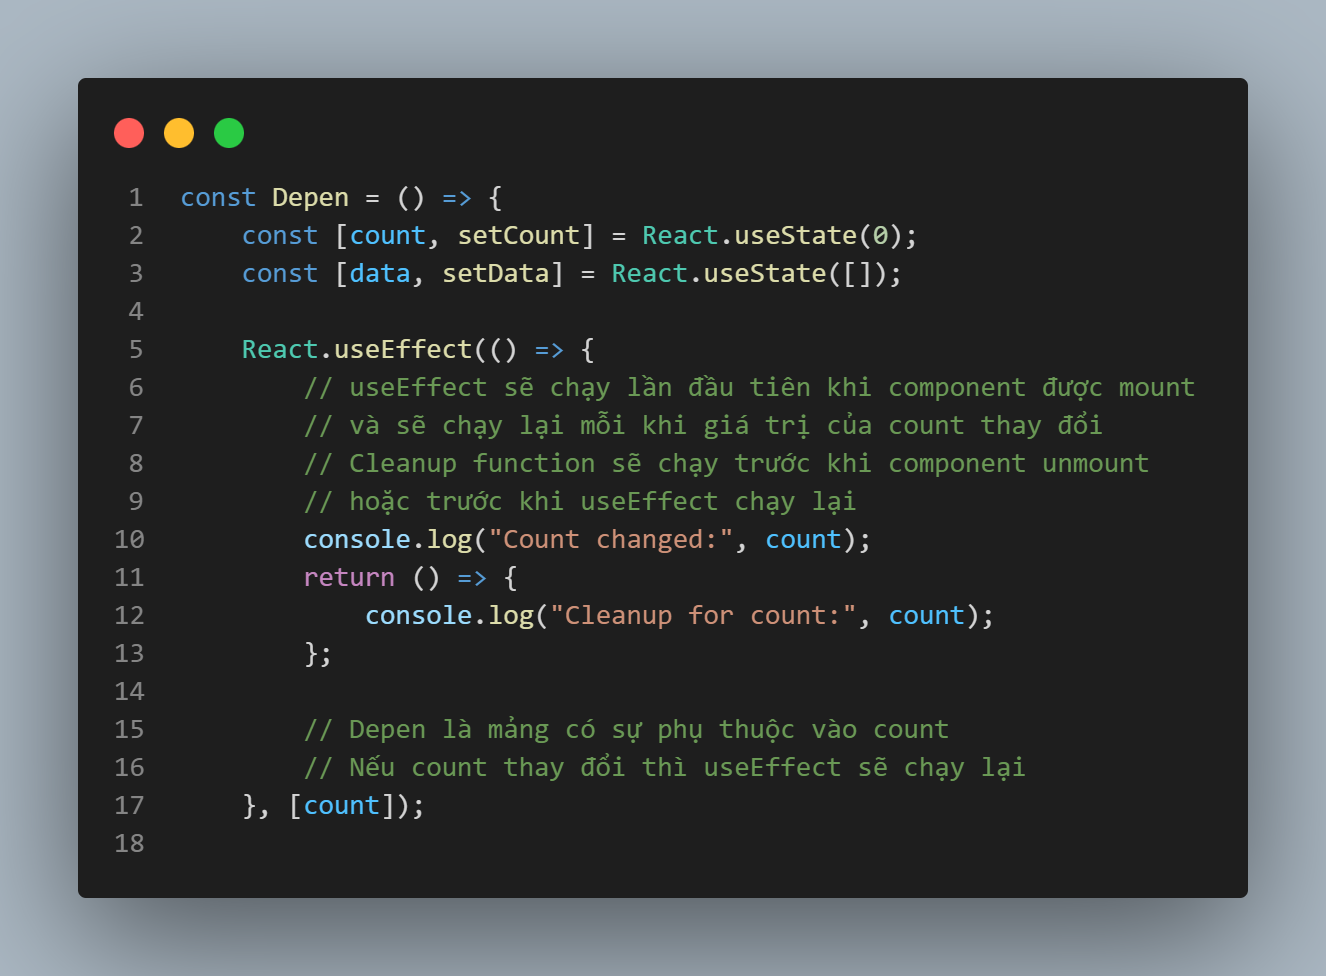 1 const Depen = () => {
2     const [count, setCount] = React.useState(0);
3     const [data, setData] = React.useState([]);
4
5     React.useEffect(() => {
6         // useEffect sẽ chạy lần đầu tiên khi component được mount
7         // và sẽ chạy lại mỗi khi giá trị của count thay đổi
8         // Cleanup function sẽ chạy trước khi component unmount
9         // hoặc trước khi useEffect chạy lại
10         console.log("Count changed:", count);
11         return () => {
12             console.log("Cleanup for count:", count);
13         };
14
15         // Depen là mảng có sự phụ thuộc vào count
16         // Nếu count thay đổi thì useEffect sẽ chạy lại
17     }, [count]);
18